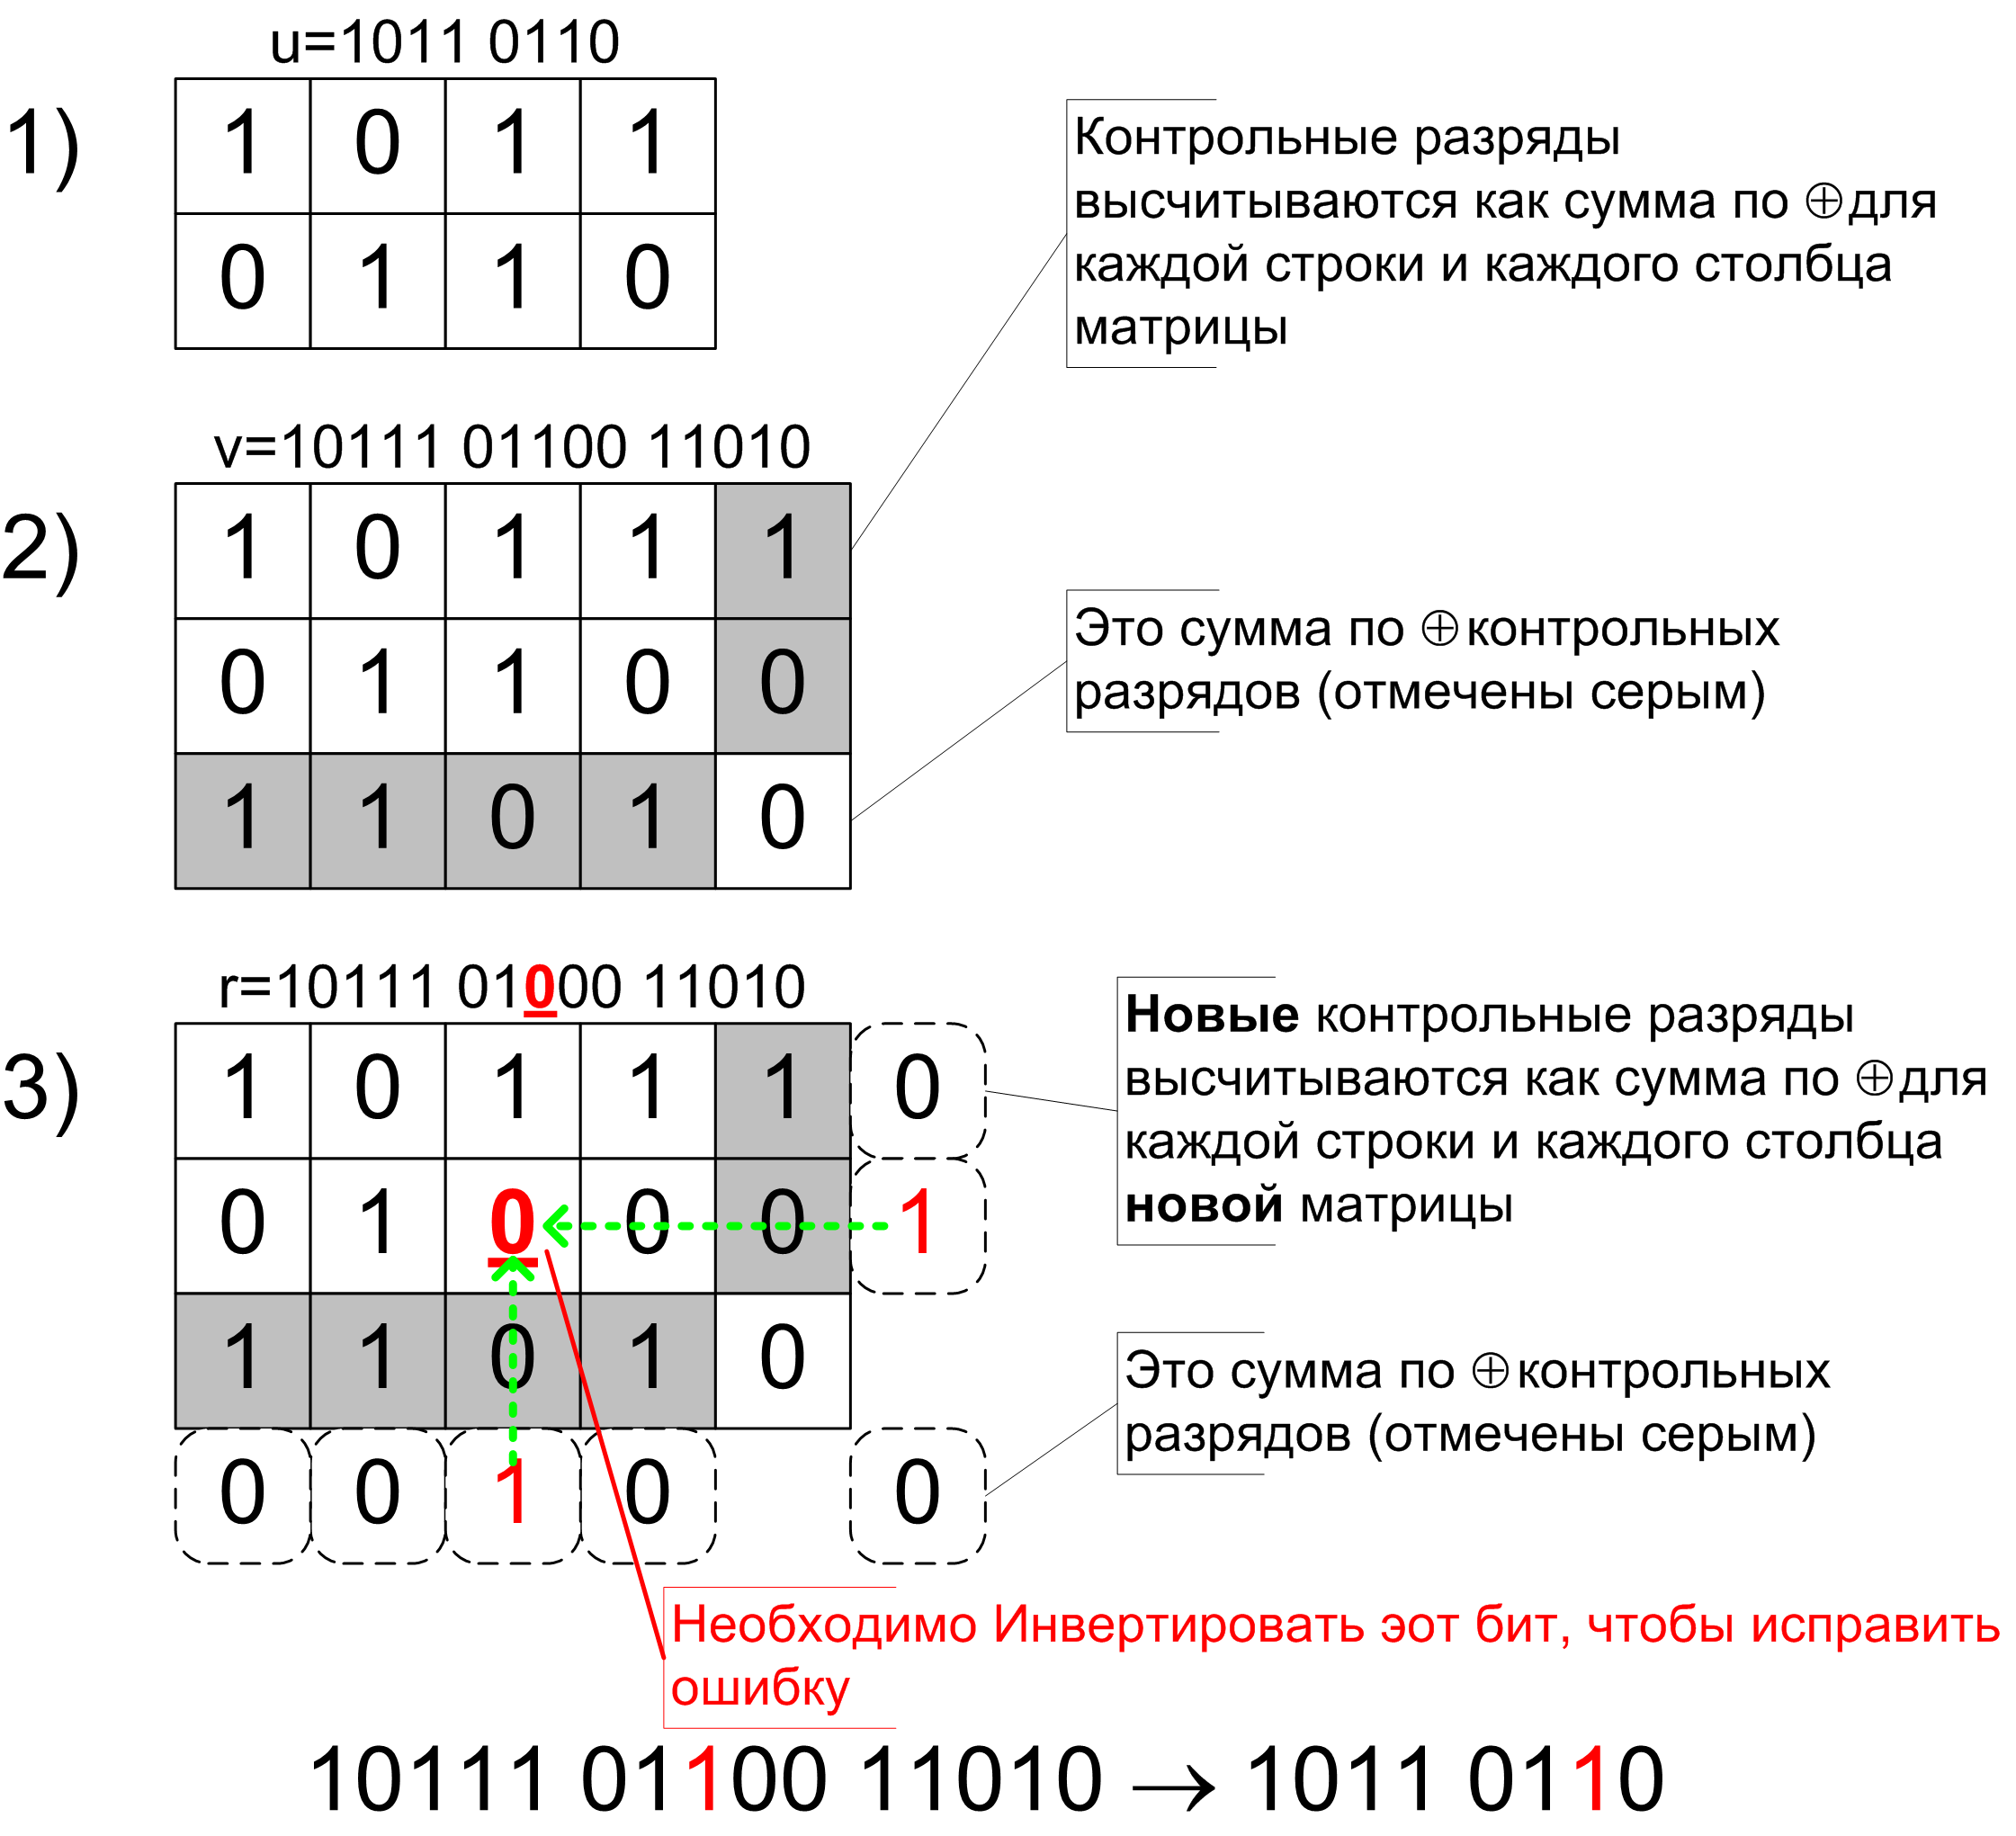 u=1011 0110
1)
1 0 1 1
0 1 1 0
Контрольные разряды
высчитываются как сумма по ⊕для
каждой строки и каждого столбца
матрицы
v=10111 01100 11010
2)
1 0 1 1 1
0 1 1 0 0
1 1 0 1 0
Это сумма по ⊕контрольных
разрядов (отмечены серым)
r=10111 01000 11010
3)
1 0 1 1 1 0
0 1 0 0 0 1
1 1 0 1 0
0 0 1 0 0
Новые контрольные разряды
высчитываются как сумма по ⊕для
каждой строки и каждого столбца
новой матрицы
Это сумма по ⊕контрольных
разрядов (отмечены серым)
Необходимо Инвертировать эот бит, чтобы исправить
ошибку
10111 01100 11010 → 1011 0110